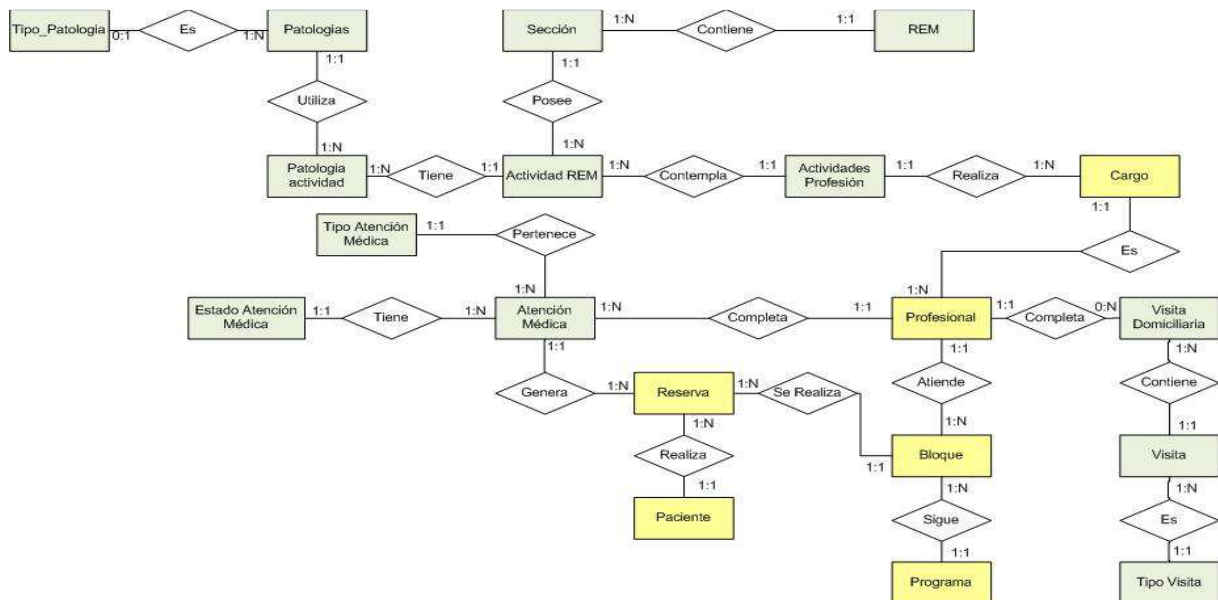 Tipo_Patología
0:1
Es
1:N
Patologías
Sección
1:N
Contiene
1:1
REM
1:1
1:1
Utiliza
Posee
1:N
1:N
Patología
actividad
1:N
Tiene
1:1
Actividad REM
1:N
Contempla
1:1
Actividades
Profesión
1:1
Realiza
1:N
Cargo
1:1
Tipo Atención
Médica
1:1
Pertenece
Es
1:N
1:N
Estado Atención
Médica
1:1
Tiene
1:N
Atención
Médica
1:N
Completa
1:1
Profesional
1:1
Completa
0:N
Visita
Domiciliaria
1:1
1:1
1:N
Genera
1:N
Reserva
1:N
Se Realiza
Atiende
Contiene
1:N
1:N
1:1
Realiza
1:1
Bloque
Visita
1:1
1:N
1:N
Paciente
Sigue
Es
1:1
1:1
Programa
Tipo Visita